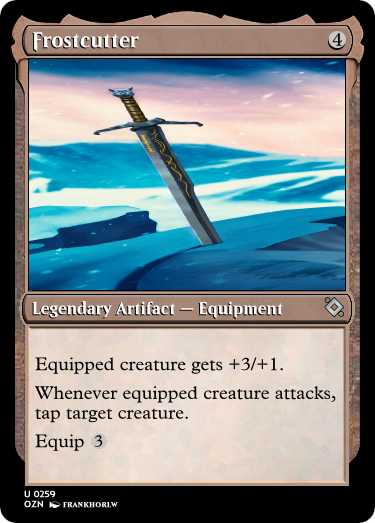 Frostcutter 4
Legendary Artifact — Equipment
Equipped creature gets +3/+1.
Whenever equipped creature attacks,
tap target creature.
Equip 3
U 0259
OZN FRANKHORLW